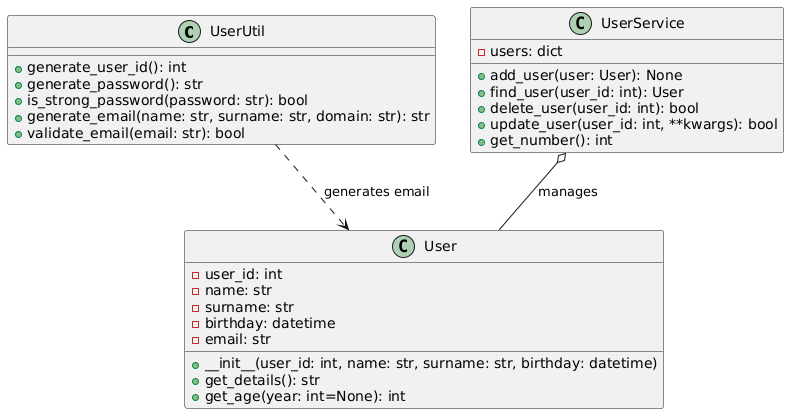 C UserUtil
generate_user_id(): int
generate_password(): str
is_strong_password(password: str): bool
generate_email(name: str, surname: str, domain: str): str
validate_email(email: str): bool
C UserService
users: dict
add_user(user: User): None
find_user(user_id: int): User
delete_user(user_id: int): bool
update_user(user_id: int, **kwargs): bool
get_number(): int
generates email
manages
C User
user_id: int
name: str
surname: str
birthday: datetime
email: str
__init__(user_id: int, name: str, surname: str, birthday: datetime)
get_details(): str
get_age(year: int=None): int